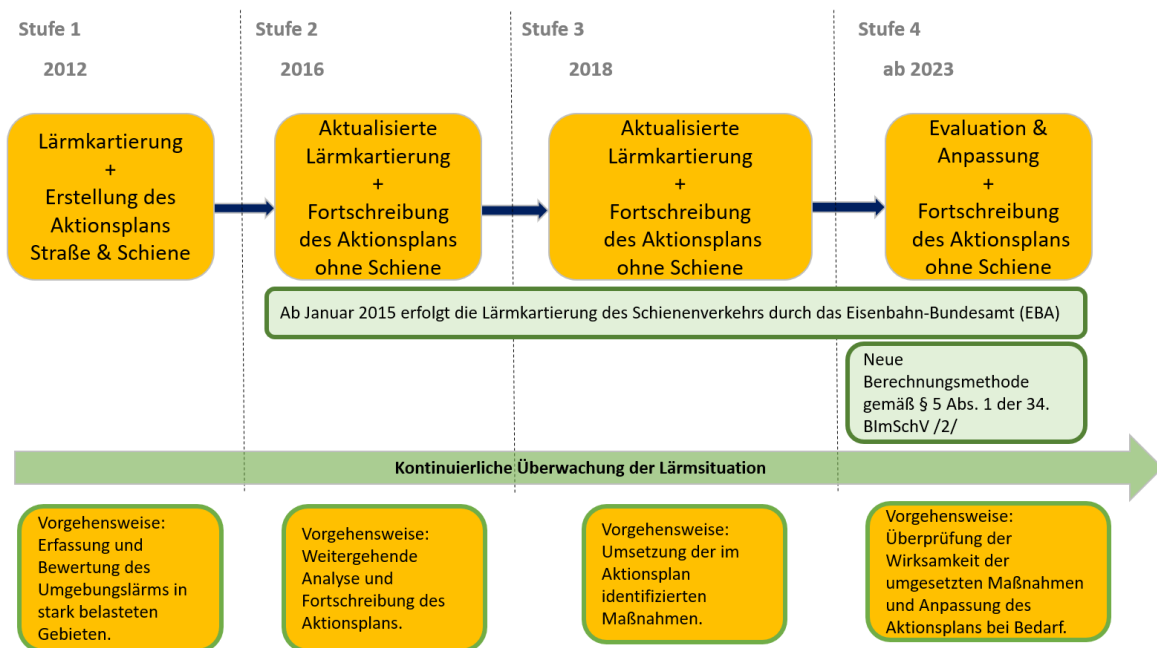 Stufe 1
2012
Stufe 2
2016
Stufe 3
2018
Stufe 4
ab 2023
Lärmkartierung
+
Erstellung des
Aktionsplans
Straße & Schiene
Aktualisierte
Lärmkartierung
+
Fortschreibung
des Aktionsplans
ohne Schiene
Aktualisierte
Lärmkartierung
+
Fortschreibung
des Aktionsplans
ohne Schiene
Evaluation &
Anpassung
+
Fortschreibung
des Aktionsplans
ohne Schiene
Ab Januar 2015 erfolgt die Lärmkartierung des Schienenverkehrs durch das Eisenbahn-Bundesamt (EBA)
Neue
Berechnungsmethode
gemäß § 5 Abs. 1 der 34.
BImSchV /2/
Kontinuierliche Überwachung der Lärmsituation
Vorgehensweise:
Erfassung und
Bewertung des
Umgebungslärms in
stark belasteten
Gebieten.
Vorgehensweise:
Weitergehende
Analyse und
Fortschreibung des
Aktionsplans.
Vorgehensweise:
Umsetzung der im
Aktionsplan
identifizierten
Maßnahmen.
Vorgehensweise:
Überprüfung der
Wirksamkeit der
umgesetzten Maßnahmen
und Anpassung des
Aktionsplans bei Bedarf.